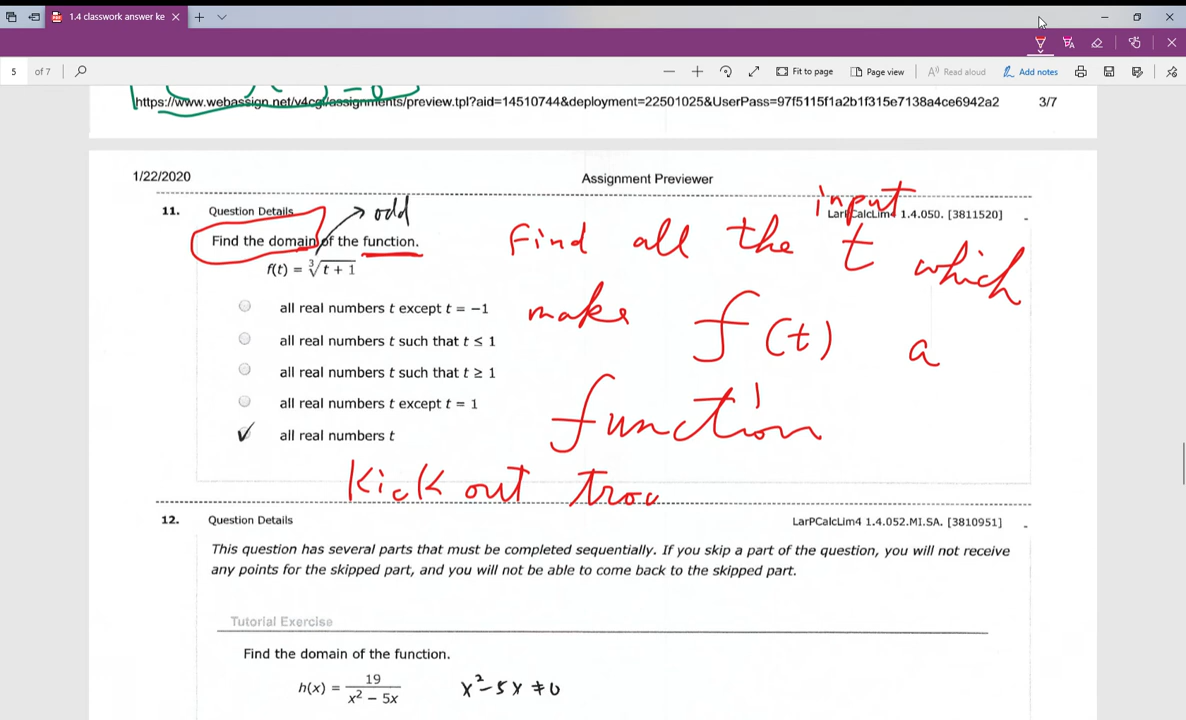 1.4 classwork answer ke
5 of 7 Fit to page Page view Read aloud Add notes
= 0
https://www.webassign.net/v4cgi/assignments/preview.tpl?aid=14510744&deployment=22501025&UserPass=97f5115f1a2b1f315e7138a4ce6942a2 3/7
1/22/2020 Assignment Previewer
11. Question Details LarPCalcLim4 1.4.050. [3811520]
odd
input
Find the domain of the function.
Find all the t which
f(t) = ∛(t + 1)
all real numbers t except t = −1
make f(t) a
all real numbers t such that t ≤ 1
all real numbers t such that t ≥ 1
all real numbers t except t = 1
function
all real numbers t
Kick out trou
12. Question Details LarPCalcLim4 1.4.052.MI.SA. [3810951]
This question has several parts that must be completed sequentially. If you skip a part of the question, you will not receive
any points for the skipped part, and you will not be able to come back to the skipped part.
Tutorial Exercise
Find the domain of the function.
h(x) = 19 / (x² − 5x) x² − 5x ≠ 0